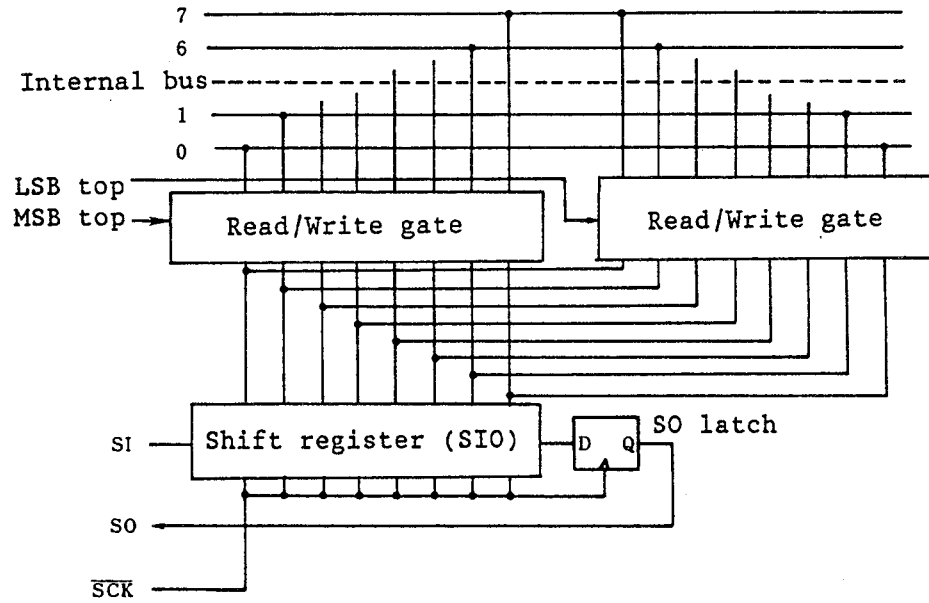 7
6
Internal bus
1
0
LSB top
MSB top
Read/Write gate
Read/Write gate
SO latch
SI
Shift register (SIO)
D Q
SO
S̅C̅K̅